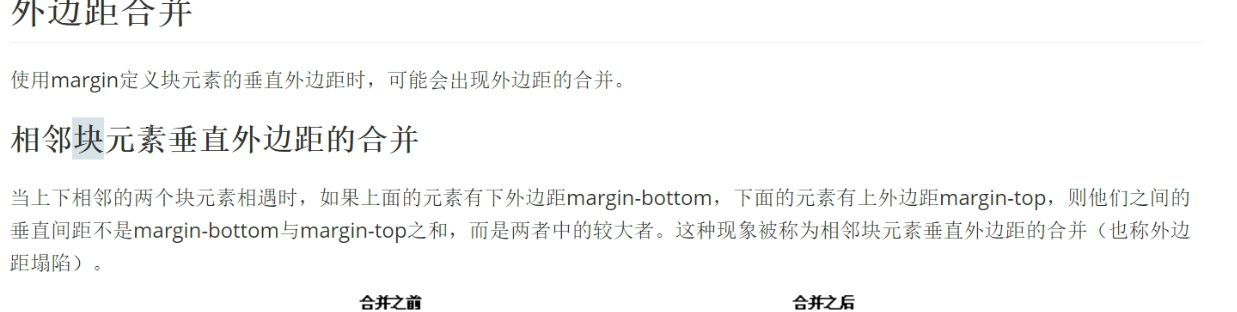 外边距合并
使用margin定义块元素的垂直外边距时，可能会出现外边距的合并。
相邻块元素垂直外边距的合并
当上下相邻的两个块元素相遇时，如果上面的元素有下外边距margin-bottom，下面的元素有上外边距margin-top，则他们之间的
垂直间距不是margin-bottom与margin-top之和，而是两者中的较大者。这种现象被称为相邻块元素垂直外边距的合并（也称外边
距塌陷）。
合并之前 合并之后